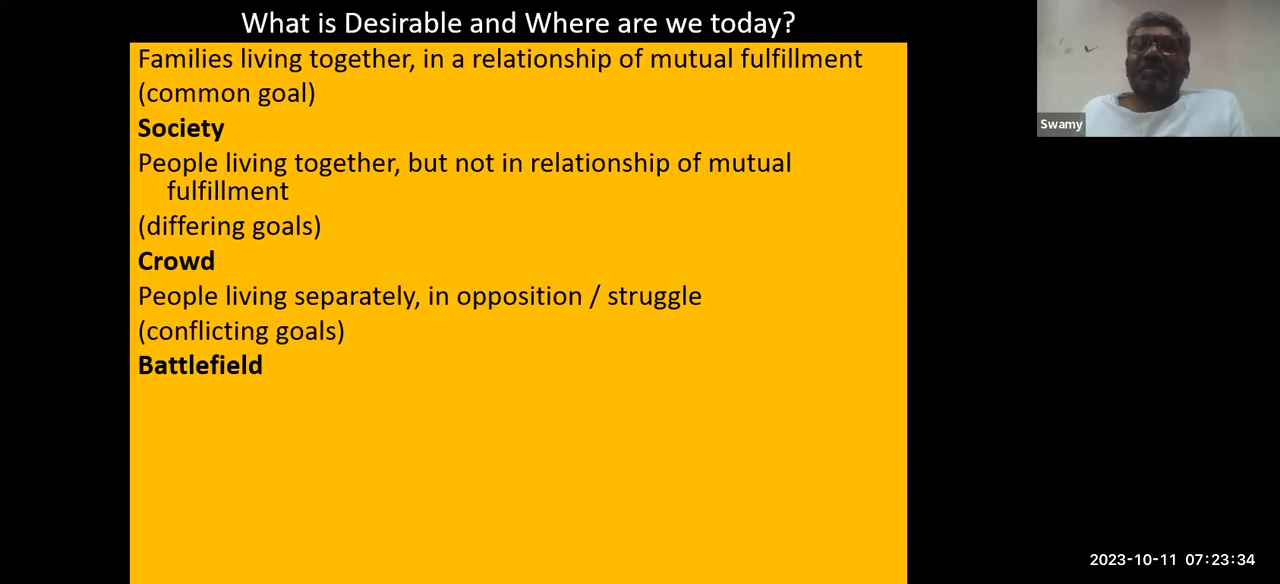 What is Desirable and Where are we today?
Families living together, in a relationship of mutual fulfillment
(common goal)
Society
People living together, but not in relationship of mutual
fulfillment
(differing goals)
Crowd
People living separately, in opposition / struggle
(conflicting goals)
Battlefield
Swamy
2023-10-11 07:23:34